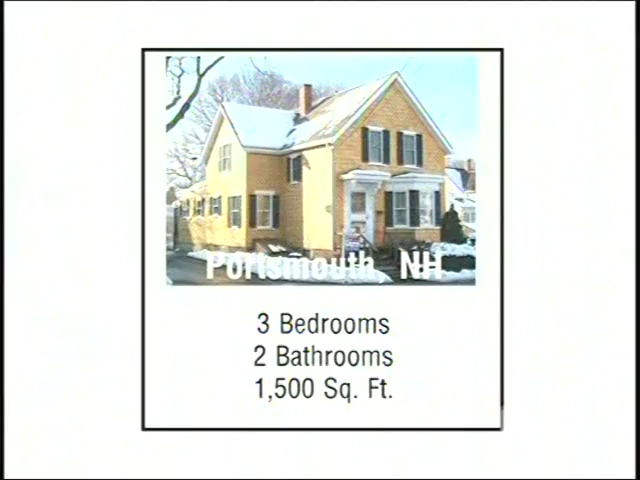 Portsmouth, NH
3 Bedrooms
2 Bathrooms
1,500 Sq. Ft.